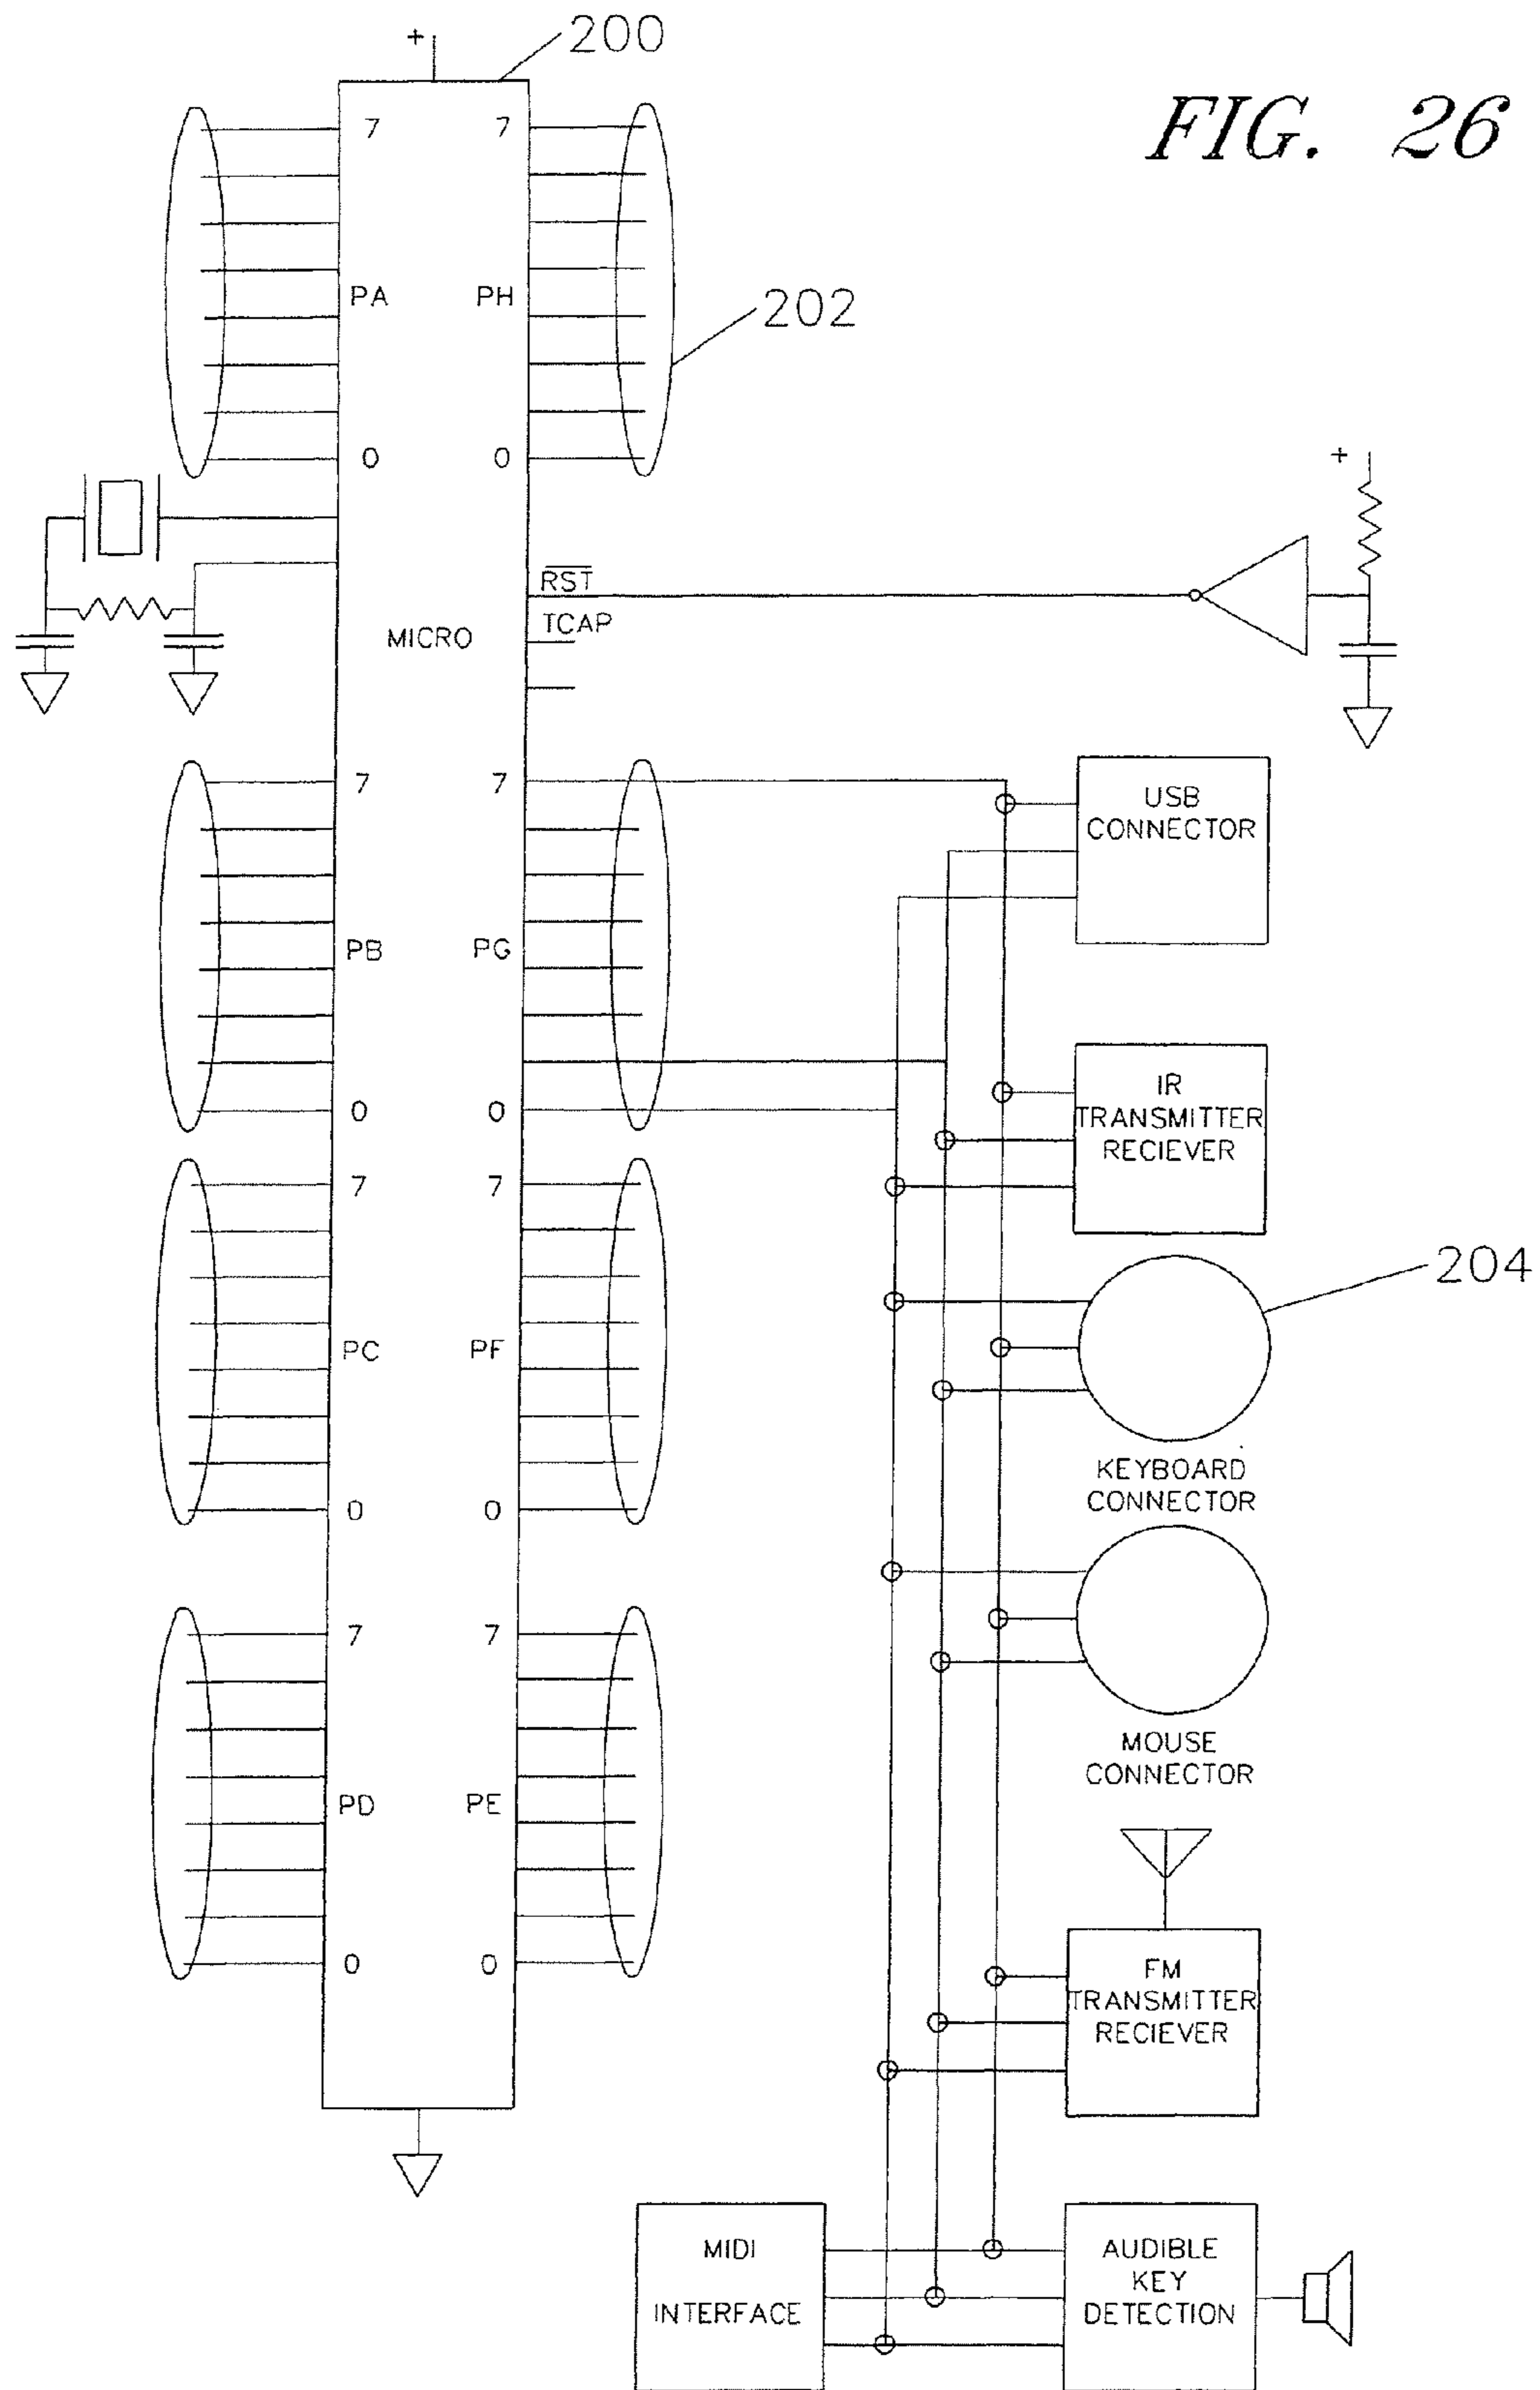 FIG. 26
+
200
7 7
PA PH
202
0 0
+
RST
TCAP
MICRO
7 7
USB
CONNECTOR
PB PG
0 0
IR
TRANSMITTER
RECIEVER
7 7
204
PC PF
KEYBOARD
CONNECTOR
0 0
7 7
MOUSE
CONNECTOR
PD PE
0 0
FM
TRANSMITTER
RECIEVER
MIDI
INTERFACE
AUDIBLE
KEY
DETECTION